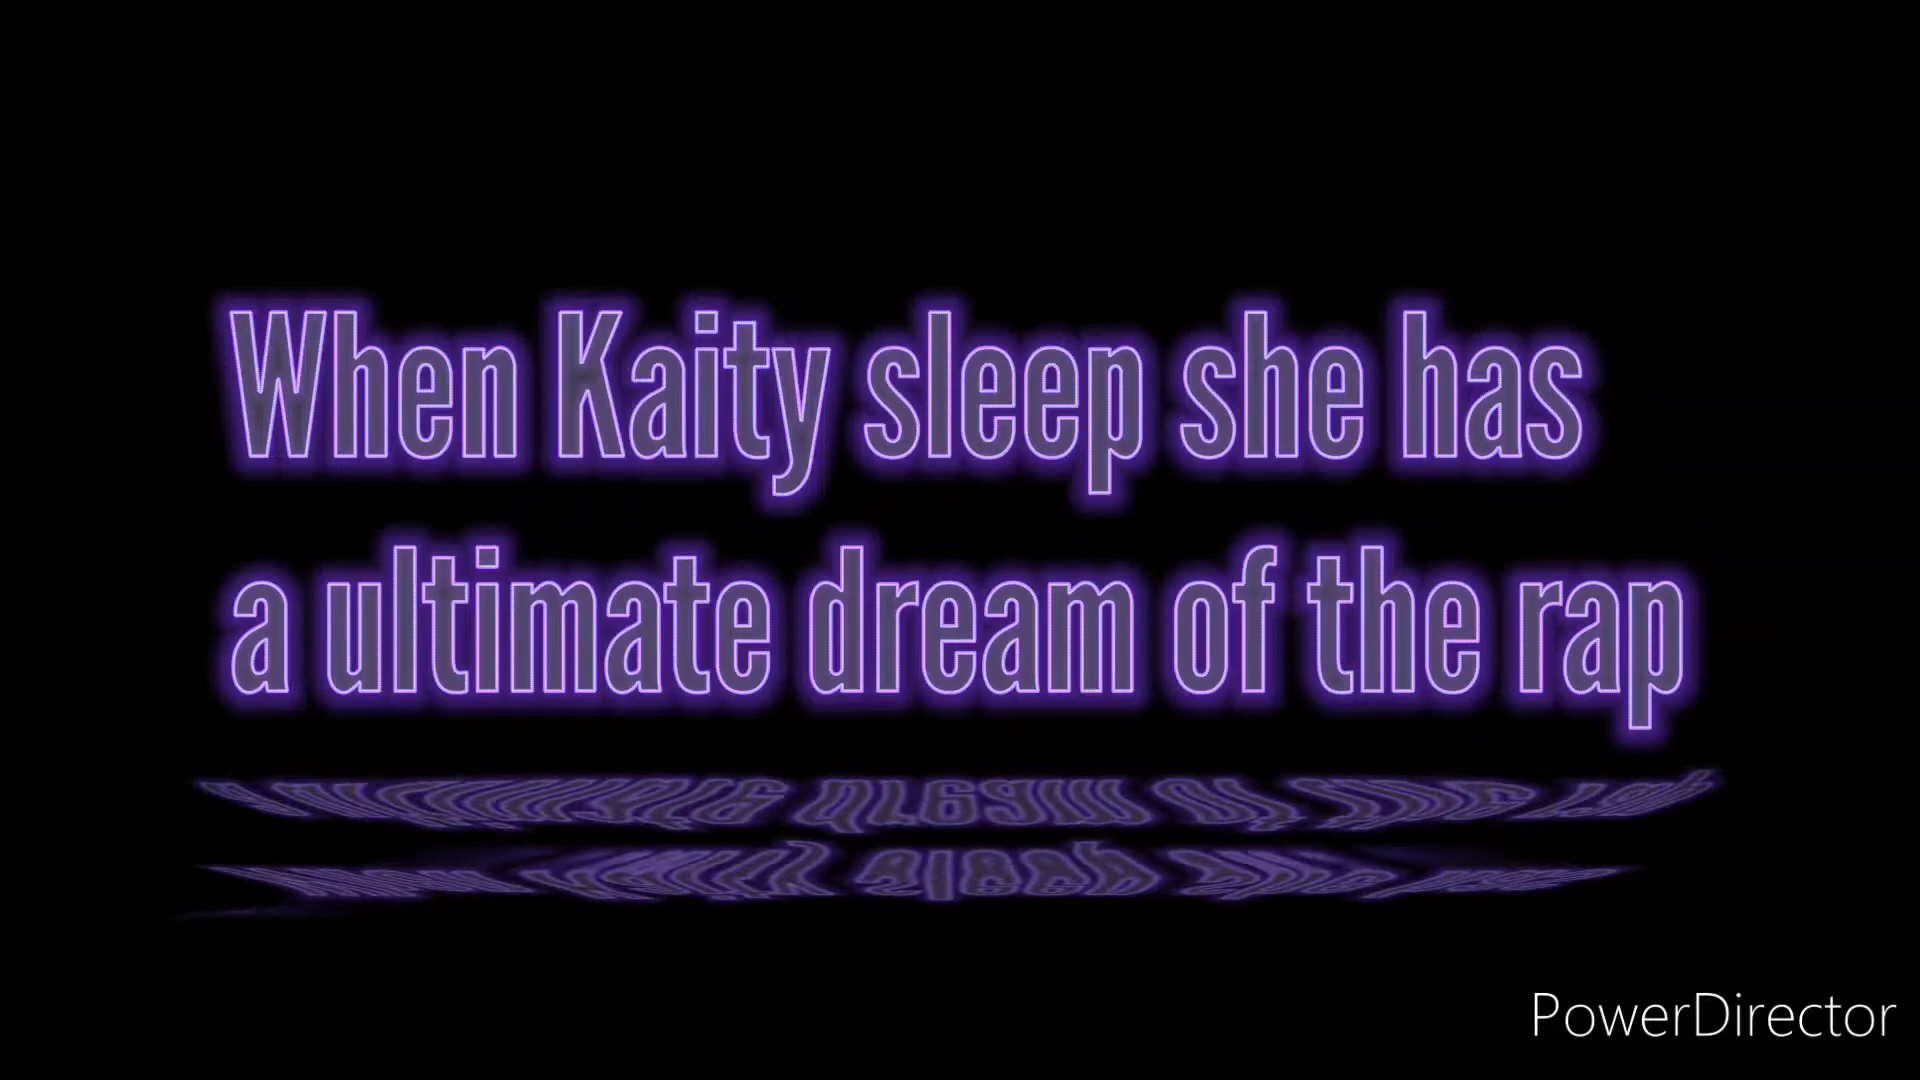 When Kaity sleep she has
a ultimate dream of the rap
PowerDirector